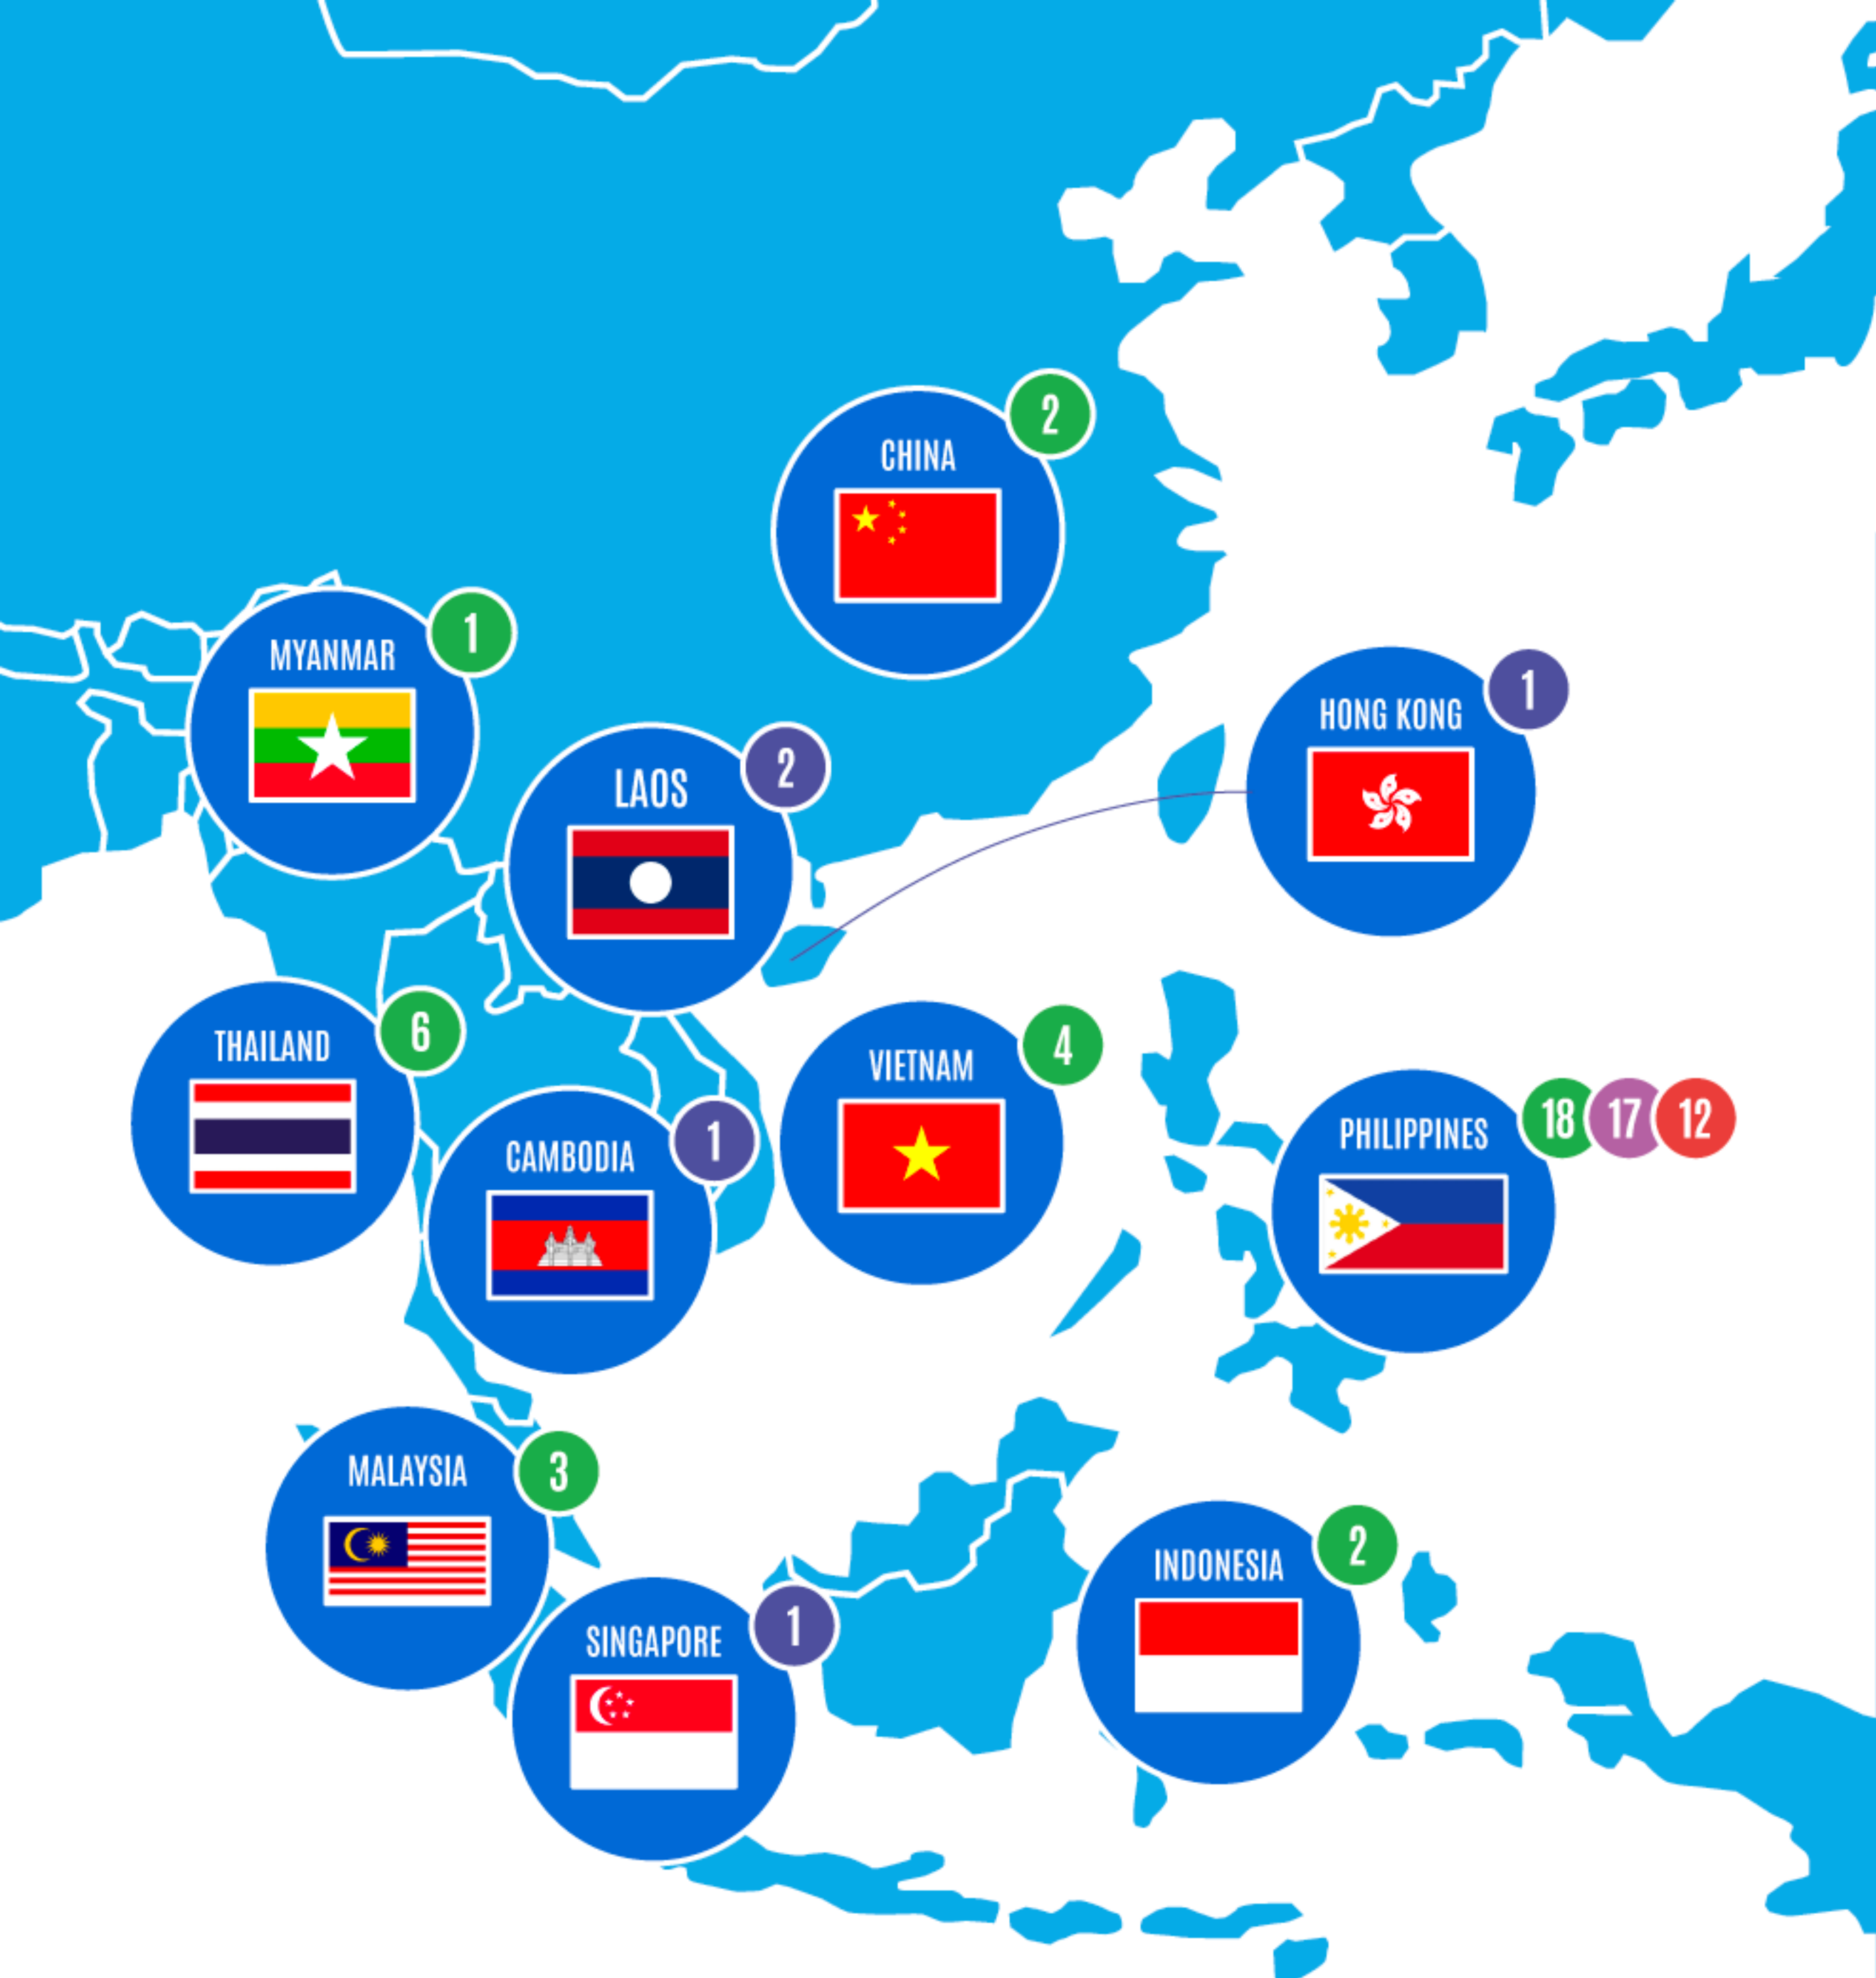 CHINA
2
MYANMAR
1
HONG KONG
1
LAOS
2
THAILAND
6
VIETNAM
4
PHILIPPINES
18 17 12
CAMBODIA
1
MALAYSIA
3
INDONESIA
2
SINGAPORE
1